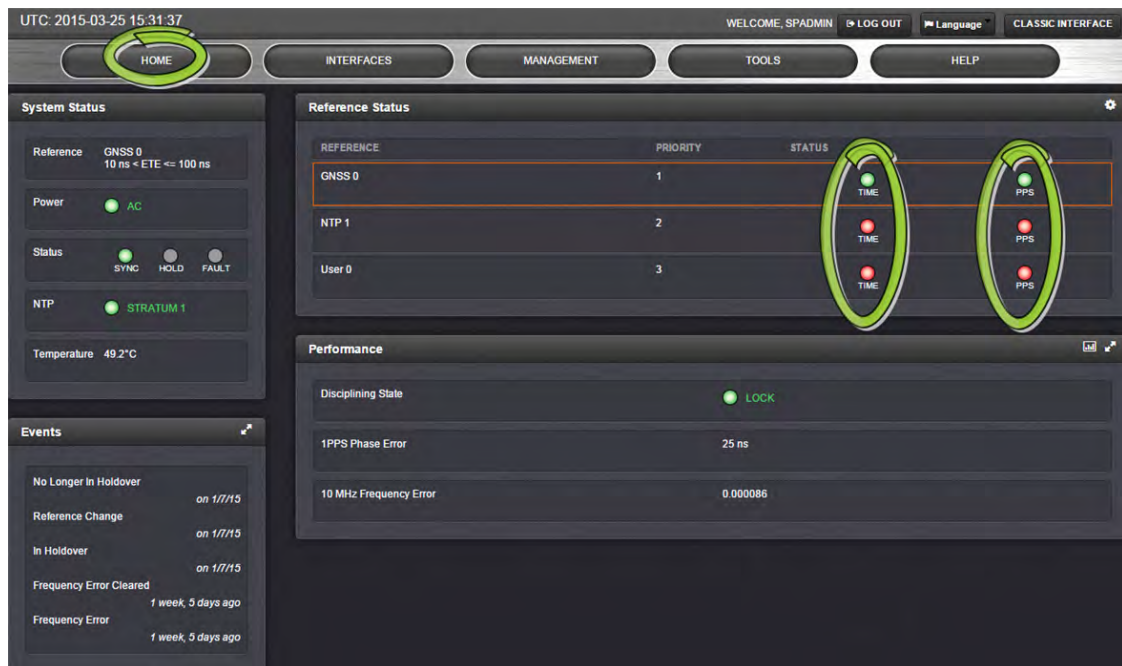 UTC: 2015-03-25 15:31:37
WELCOME, SPADMIN LOG OUT Language CLASSIC INTERFACE
HOME INTERFACES MANAGEMENT TOOLS HELP
System Status
Reference GNSS 0
10 ns < ETE <= 100 ns
Power AC
Status SYNC HOLD FAULT
NTP STRATUM 1
Temperature 49.2°C
Events
No Longer In Holdover
on 1/7/15
Reference Change
on 1/7/15
In Holdover
on 1/7/15
Frequency Error Cleared
1 week, 5 days ago
Frequency Error
1 week, 5 days ago
Reference Status
REFERENCE PRIORITY STATUS
GNSS 0 1 TIME PPS
NTP 1 2 TIME PPS
User 0 3 TIME PPS
Performance
Disciplining State LOCK
1PPS Phase Error 25 ns
10 MHz Frequency Error 0.000086